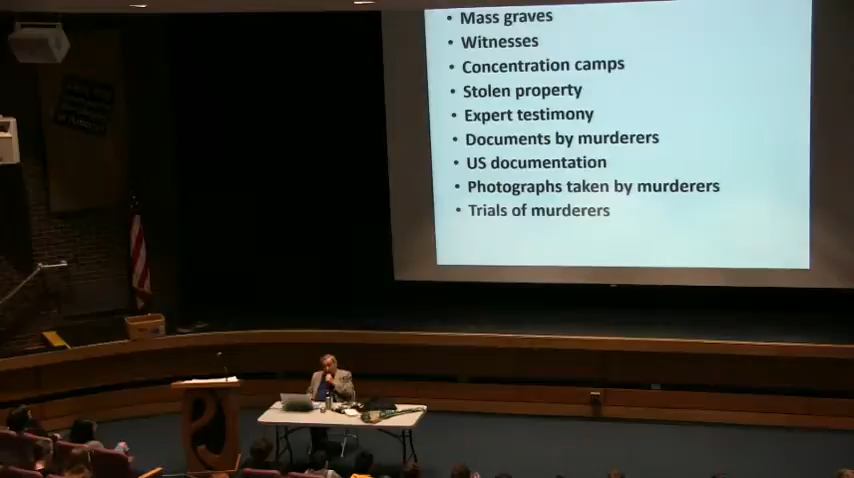 • Mass graves
• Witnesses
• Concentration camps
• Stolen property
• Expert testimony
• Documents by murderers
• US documentation
• Photographs taken by murderers
• Trials of murderers